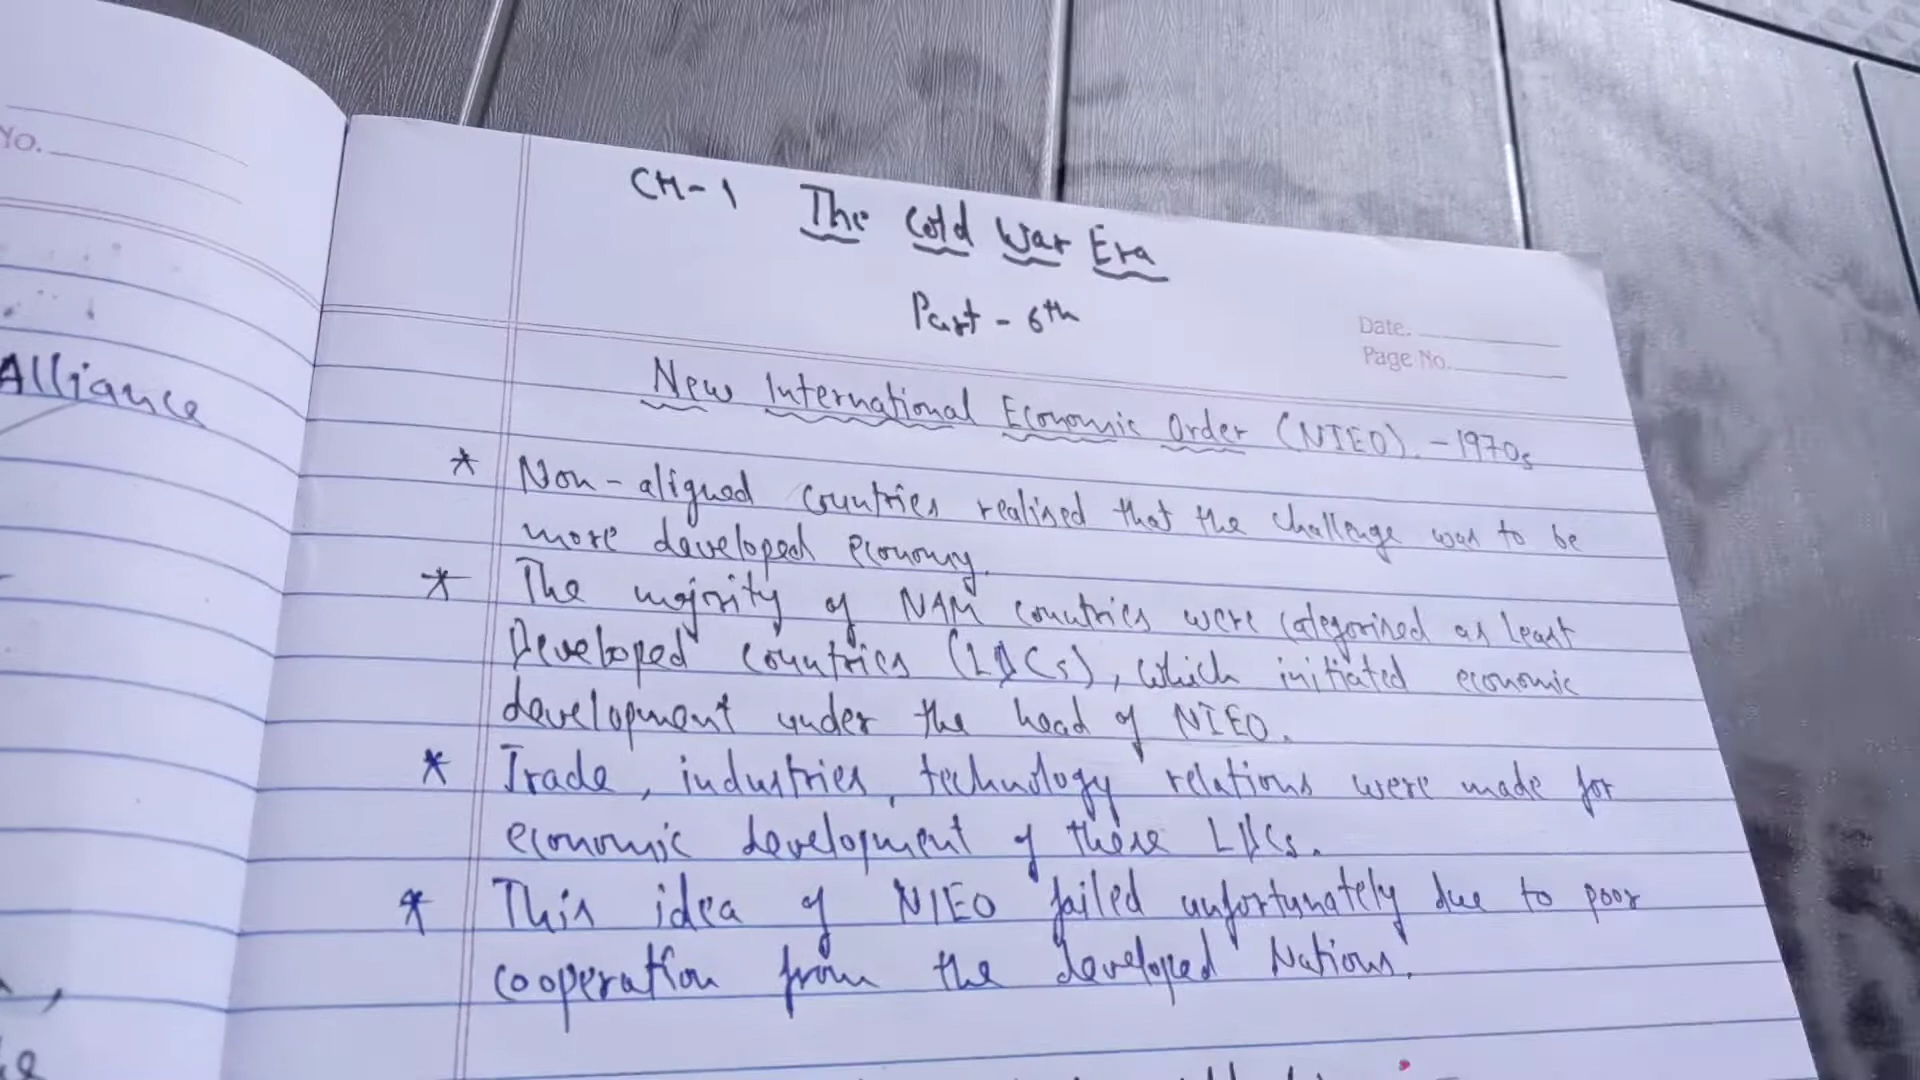 Yo.
Alliance
CH-1 The Cold War Era
Part - 6th
Date.
Page No.
New International Economic Order (NIEO). - 1970s
* Non-aligned countries realised that the challenge was to be
more developed economy.
* The majority of NAM countries were categorised as Least
Developed countries (LDCs), which initiated economic
development under the head of NIEO.
* Trade, industries, technology relations were made for
economic development of these LDCs.
* This idea of NIEO failed unfortunately due to poor
cooperation from the developed Nations.